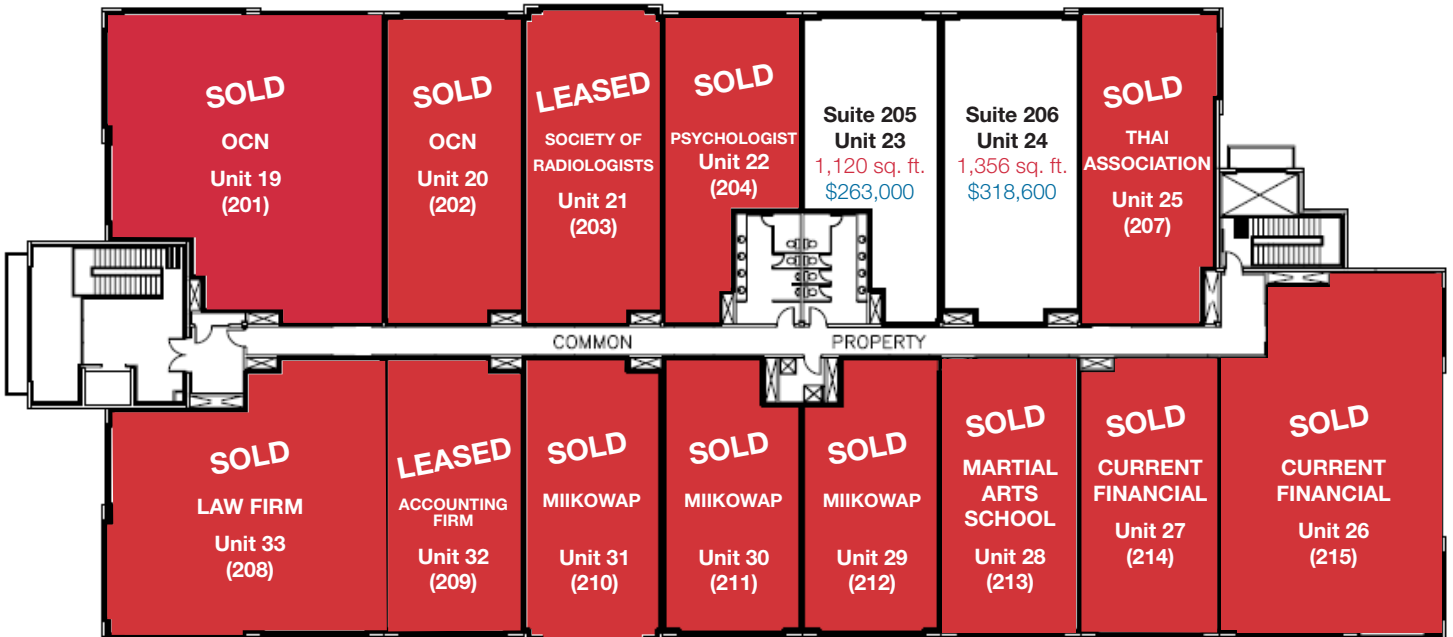 SOLD
OCN
Unit 19
(201)
SOLD
OCN
Unit 20
(202)
LEASED
SOCIETY OF
RADIOLOGISTS
Unit 21
(203)
SOLD
PSYCHOLOGIST
Unit 22
(204)
Suite 205
Unit 23
1,120 sq. ft.
$263,000
Suite 206
Unit 24
1,356 sq. ft.
$318,600
SOLD
THAI
ASSOCIATION
Unit 25
(207)
COMMON PROPERTY
SOLD
LAW FIRM
Unit 33
(208)
LEASED
ACCOUNTING
FIRM
Unit 32
(209)
SOLD
MIIKOWAP
Unit 31
(210)
SOLD
MIIKOWAP
Unit 30
(211)
SOLD
MIIKOWAP
Unit 29
(212)
SOLD
MARTIAL
ARTS
SCHOOL
Unit 28
(213)
SOLD
CURRENT
FINANCIAL
Unit 27
(214)
SOLD
CURRENT
FINANCIAL
Unit 26
(215)